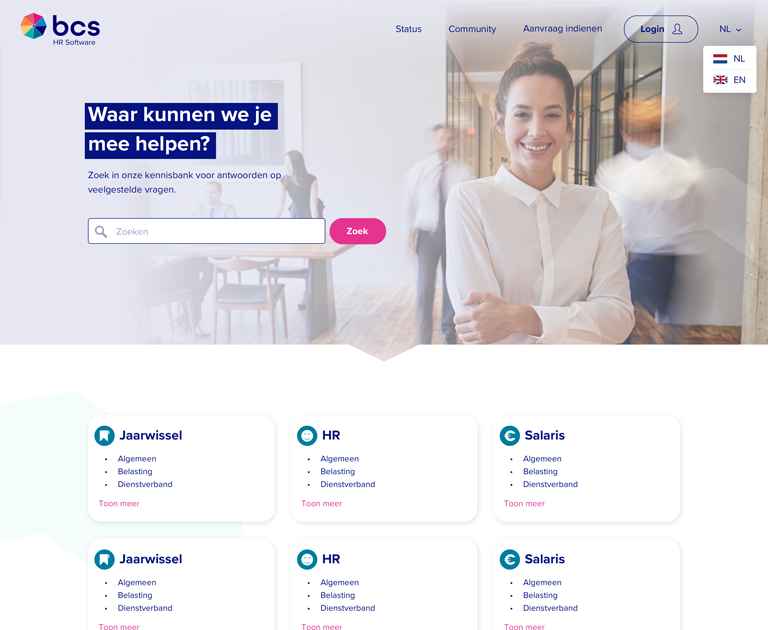 bcs
HR Software
Status
Community
Aanvraag indienen
Login
NL
NL
EN
Waar kunnen we je
mee helpen?
Zoek in onze kennisbank voor antwoorden op
veelgestelde vragen.
Zoeken
Zoek
Jaarwissel
• Algemeen
• Belasting
• Dienstverband
Toon meer
HR
• Algemeen
• Belasting
• Dienstverband
Toon meer
Salaris
• Algemeen
• Belasting
• Dienstverband
Toon meer
Jaarwissel
• Algemeen
• Belasting
• Dienstverband
Toon meer
HR
• Algemeen
• Belasting
• Dienstverband
Toon meer
Salaris
• Algemeen
• Belasting
• Dienstverband
Toon meer